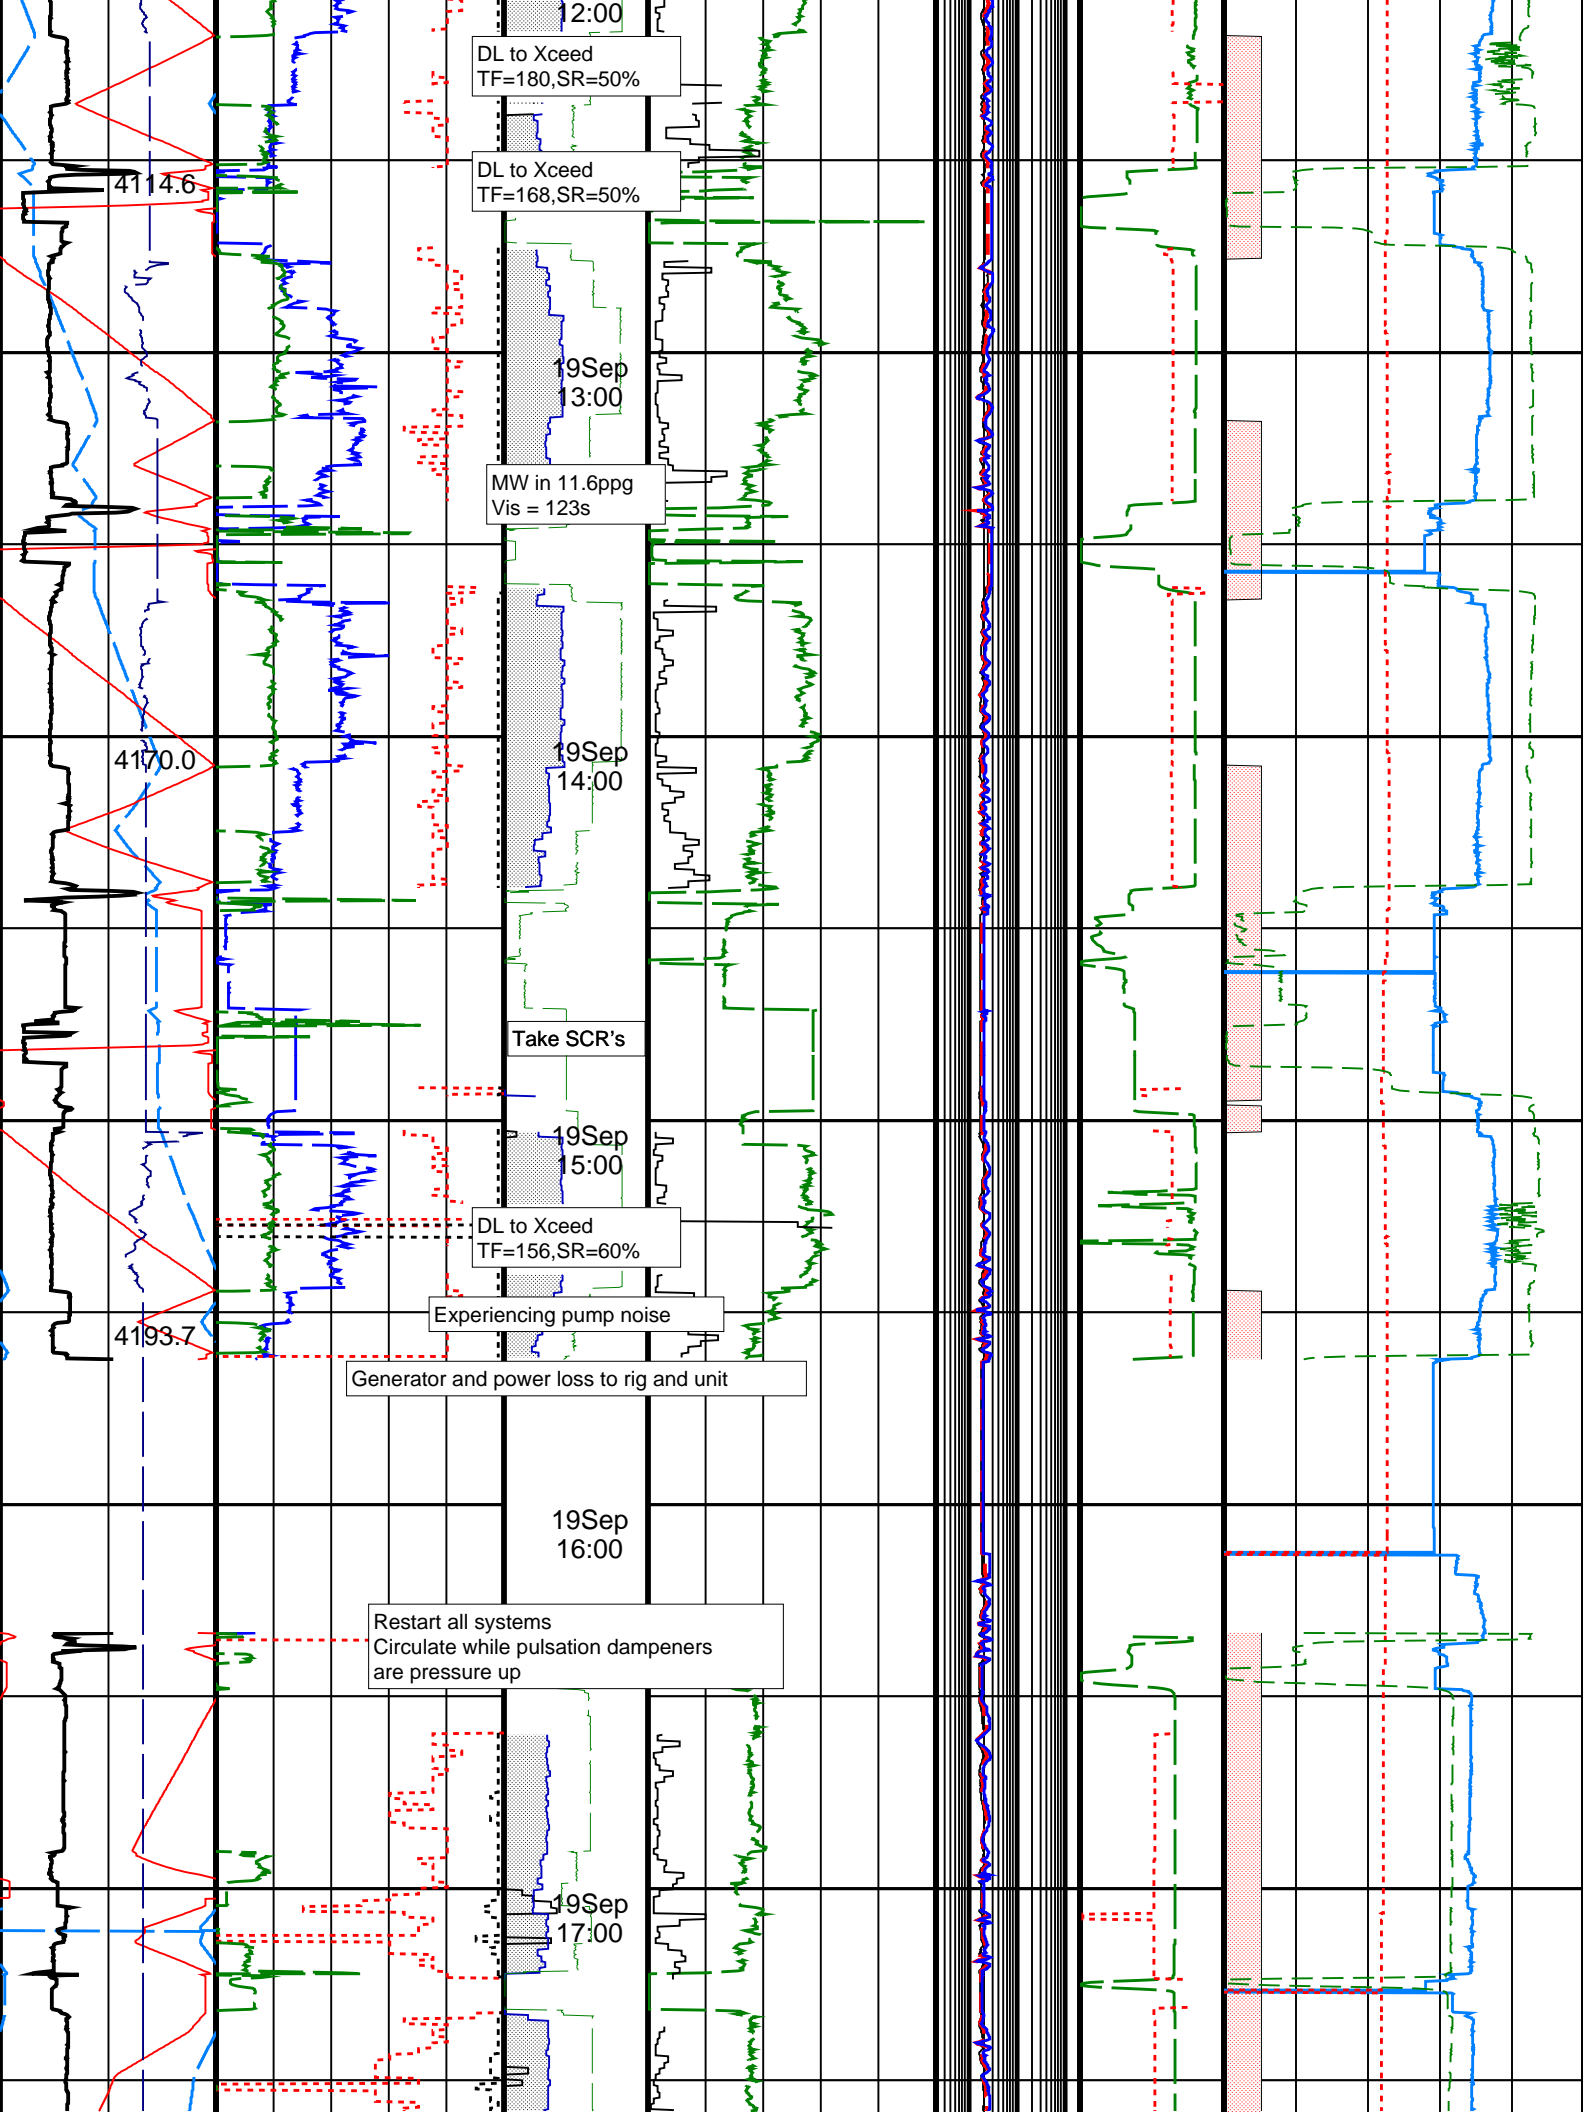 12:00
DL to Xceed
TF=180,SR=50%
DL to Xceed
TF=168,SR=50%
4114.6
19Sep
13:00
MW in 11.6ppg
Vis = 123s
4170.0
19Sep
14:00
Take SCR's
19Sep
15:00
DL to Xceed
TF=156,SR=60%
Experiencing pump noise
4193.7
Generator and power loss to rig and unit
19Sep
16:00
Restart all systems
Circulate while pulsation dampeners
are pressure up
19Sep
17:00